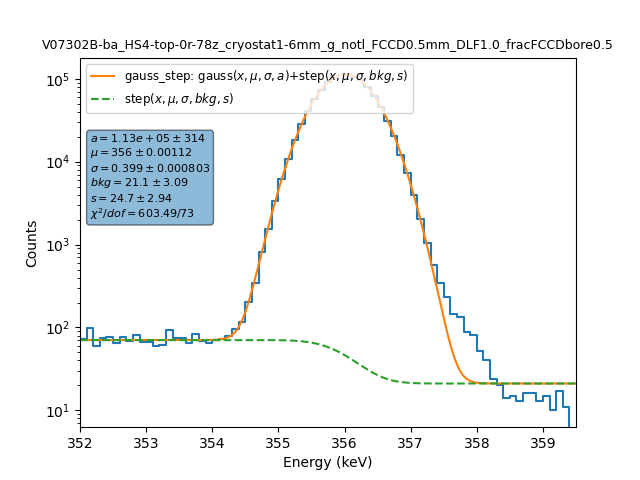 V07302B-ba_HS4-top-0r-78z_cryostat1-6mm_g_notl_FCCD0.5mm_DLF1.0_fracFCCDbore0.5
gauss_step: gauss(x, μ, σ, a)+step(x, μ, σ, bkg, s)
step(x, μ, σ, bkg, s)
a = 1.13e + 05 ± 314
μ = 356 ± 0.00112
σ = 0.399 ± 0.000803
bkg = 21.1 ± 3.09
s = 24.7 ± 2.94
χ²/dof = 603.49/73
Counts
10⁵
10⁴
10³
10²
10¹
352 353 354 355 356 357 358 359
Energy (keV)